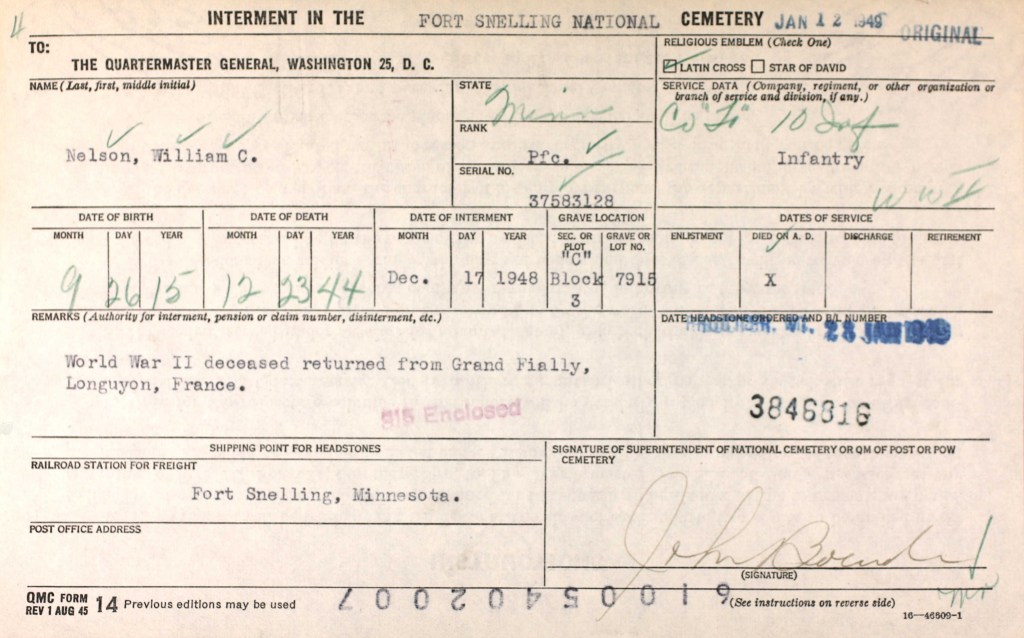 INTERMENT IN THE FORT SNELLING NATIONAL CEMETERY JAN 12 1949 ORIGINAL
TO:
THE QUARTERMASTER GENERAL, WASHINGTON 25, D. C.
RELIGIOUS EMBLEM (Check One)
LATIN CROSS STAR OF DAVID
NAME (Last, first, middle initial)
Nelson, William C.
STATE
Minn
RANK
Pfc.
SERIAL NO.
37583128
SERVICE DATA (Company, regiment, or other organization or
branch of service and division, if any.)
Co 10 Inf
Infantry
WW II
DATE OF BIRTH
MONTH DAY YEAR
9 26 15
DATE OF DEATH
MONTH DAY YEAR
12 23 44
DATE OF INTERMENT
MONTH DAY YEAR
Dec. 17 1948
GRAVE LOCATION
SEC. OR PLOT GRAVE OR LOT NO.
"C"
Block 7915
3
DATES OF SERVICE
ENLISTMENT DIED ON A. D. DISCHARGE RETIREMENT
X
REMARKS (Authority for interment, pension or claim number, disinterment, etc.)
World War II deceased returned from Grand Fially,
Longuyon, France.
315 Enclosed
DATE HEADSTONE ORDERED AND B/L NUMBER
28 JAN 1949
3846816
SHIPPING POINT FOR HEADSTONES
RAILROAD STATION FOR FREIGHT
Fort Snelling, Minnesota.
POST OFFICE ADDRESS
SIGNATURE OF SUPERINTENDENT OF NATIONAL CEMETERY OR QM OF POST OR POW
CEMETERY
John
(SIGNATURE)
(See instructions on reverse side)
QMC FORM
REV 1 AUG 45 14 Previous editions may be used
61005402007
16—46509-1